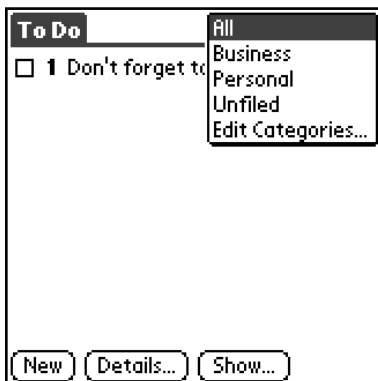 To Do
All
Business
Personal
Unfiled
Edit Categories...
1 Don't forget to
New Details... Show...